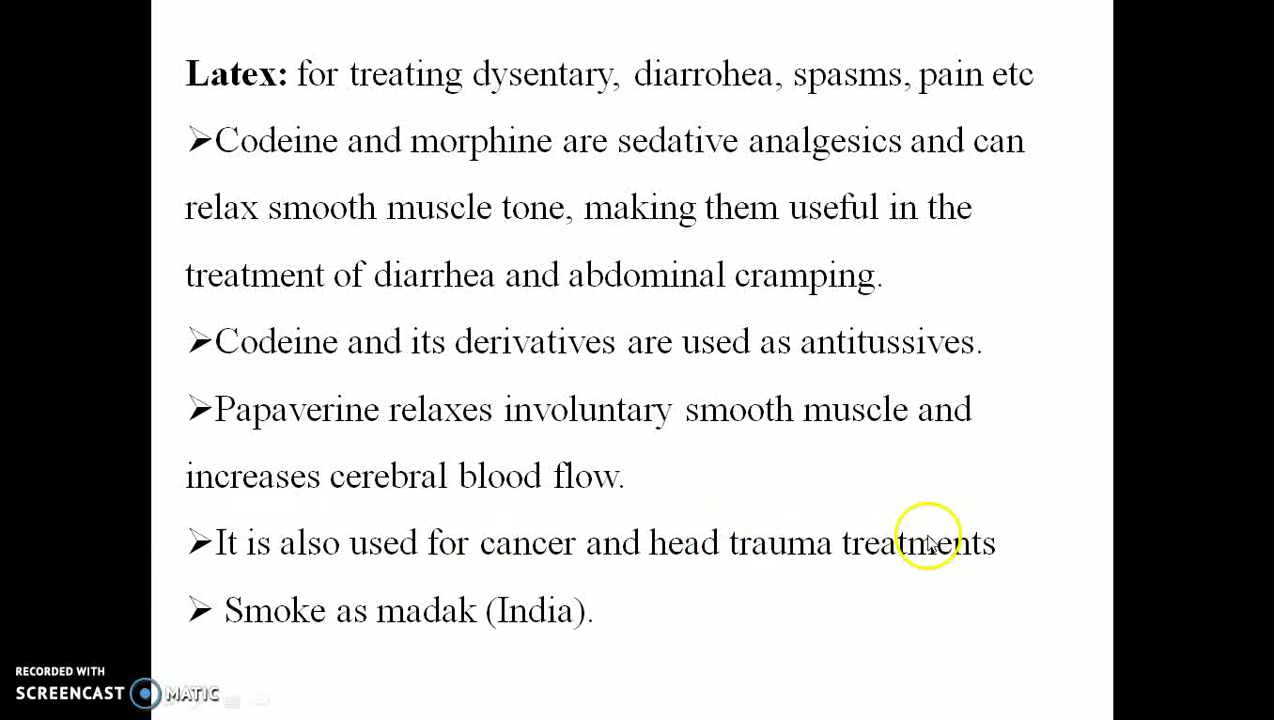 Latex: for treating dysentary, diarrohea, spasms, pain etc
➢Codeine and morphine are sedative analgesics and can
relax smooth muscle tone, making them useful in the
treatment of diarrhea and abdominal cramping.
➢Codeine and its derivatives are used as antitussives.
➢Papaverine relaxes involuntary smooth muscle and
increases cerebral blood flow.
➢It is also used for cancer and head trauma treatments
➢ Smoke as madak (India).
RECORDED WITH
SCREENCAST MATIC